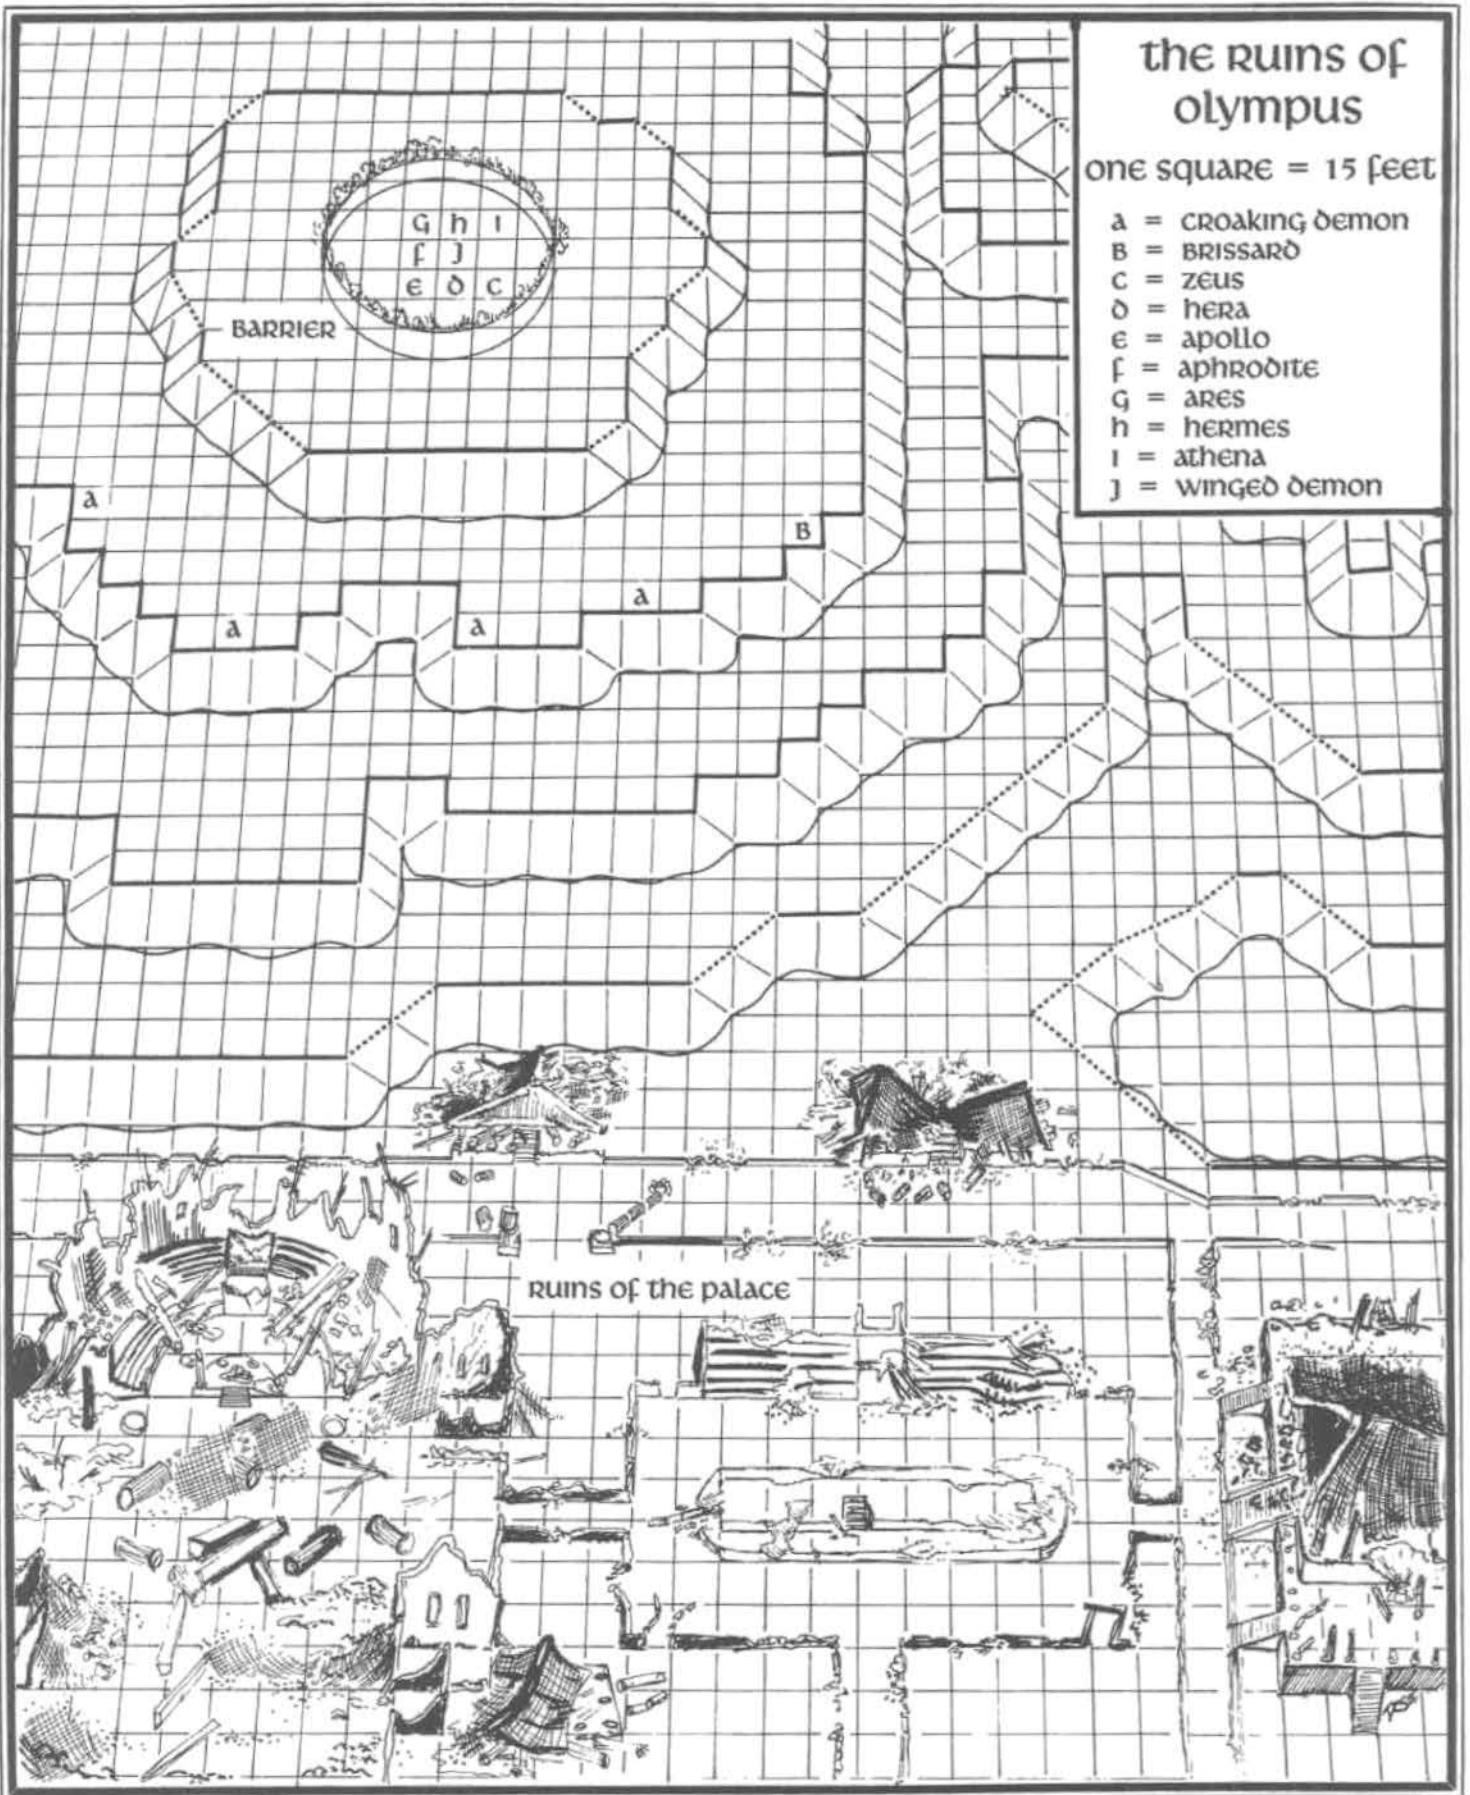 the Ruins of
Olympus
one square = 15 feet
a = croaking demon
B = Brissard
C = Zeus
D = Hera
E = Apollo
F = Aphrodite
G = Ares
H = Hermes
I = Athena
J = winged demon
G H I
F J
E D C
Barrier
a
B
a
a
a
Ruins of the Palace